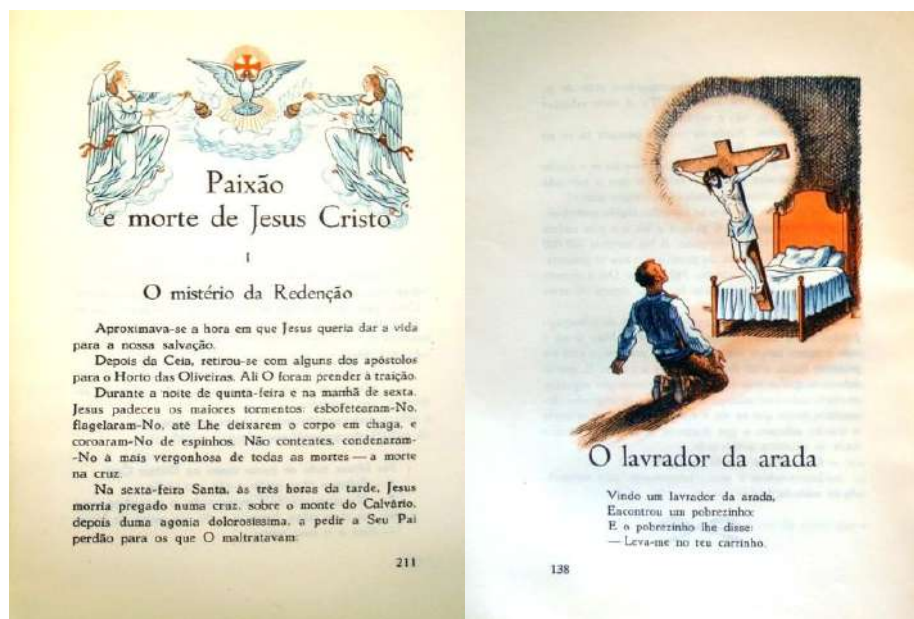 Paixão
e morte de Jesus Cristo
I
O mistério da Redenção
Aproximava-se a hora em que Jesus queria dar a vida
para a nossa salvação.
Depois da Ceia, retirou-se com alguns dos apóstolos
para o Horto das Oliveiras. Ali O foram prender à traição.
Durante a noite de quinta-feira e na manhã de sexta,
Jesus padeceu os maiores tormentos: esbofetearam-No,
flagelaram-No, até Lhe deixarem o corpo em chaga, e
coroaram-No de espinhos. Não contentes, condenaram-
-No à mais vergonhosa de todas as mortes — a morte
na cruz.
Na sexta-feira Santa, às três horas da tarde, Jesus
morria pregado numa cruz, sobre o monte do Calvário,
depois duma agonia dolorosíssima, a pedir a Seu Pai
perdão para os que O maltratavam:
211
O lavrador da arada
Vindo um lavrador da arada,
Encontrou um pobrezinho:
E o pobrezinho lhe disse:
— Leva-me no teu carrinho.
138